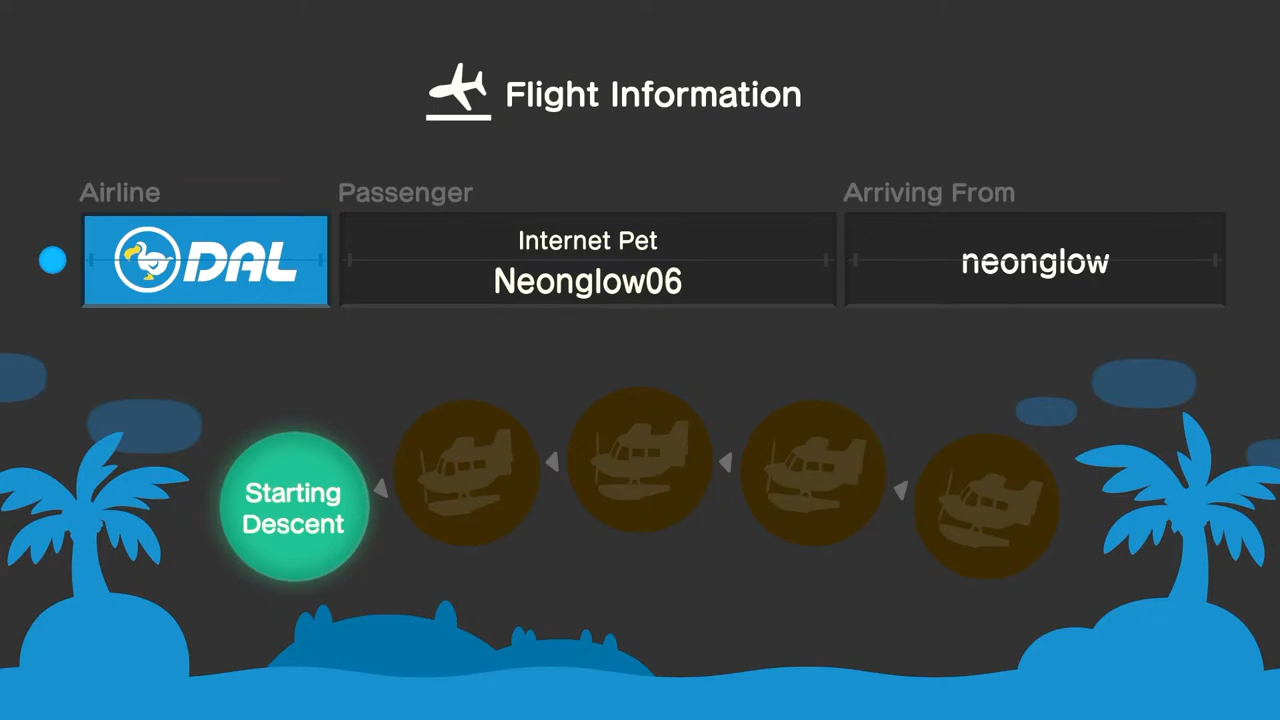 Flight Information
Airline
Passenger
Arriving From
DAL
Internet Pet
Neonglow06
neonglow
Starting
Descent